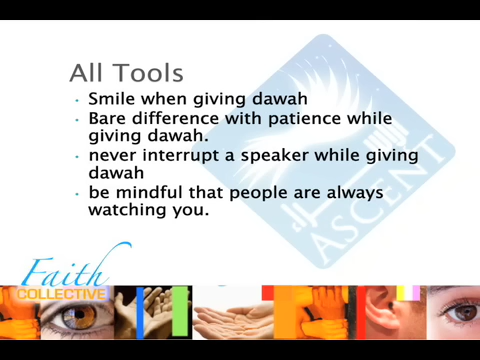 All Tools
• Smile when giving dawah
• Bare difference with patience while
giving dawah.
• never interrupt a speaker while giving
dawah
• be mindful that people are always
watching you.
ASCENT
Faith
COLLECTIVE